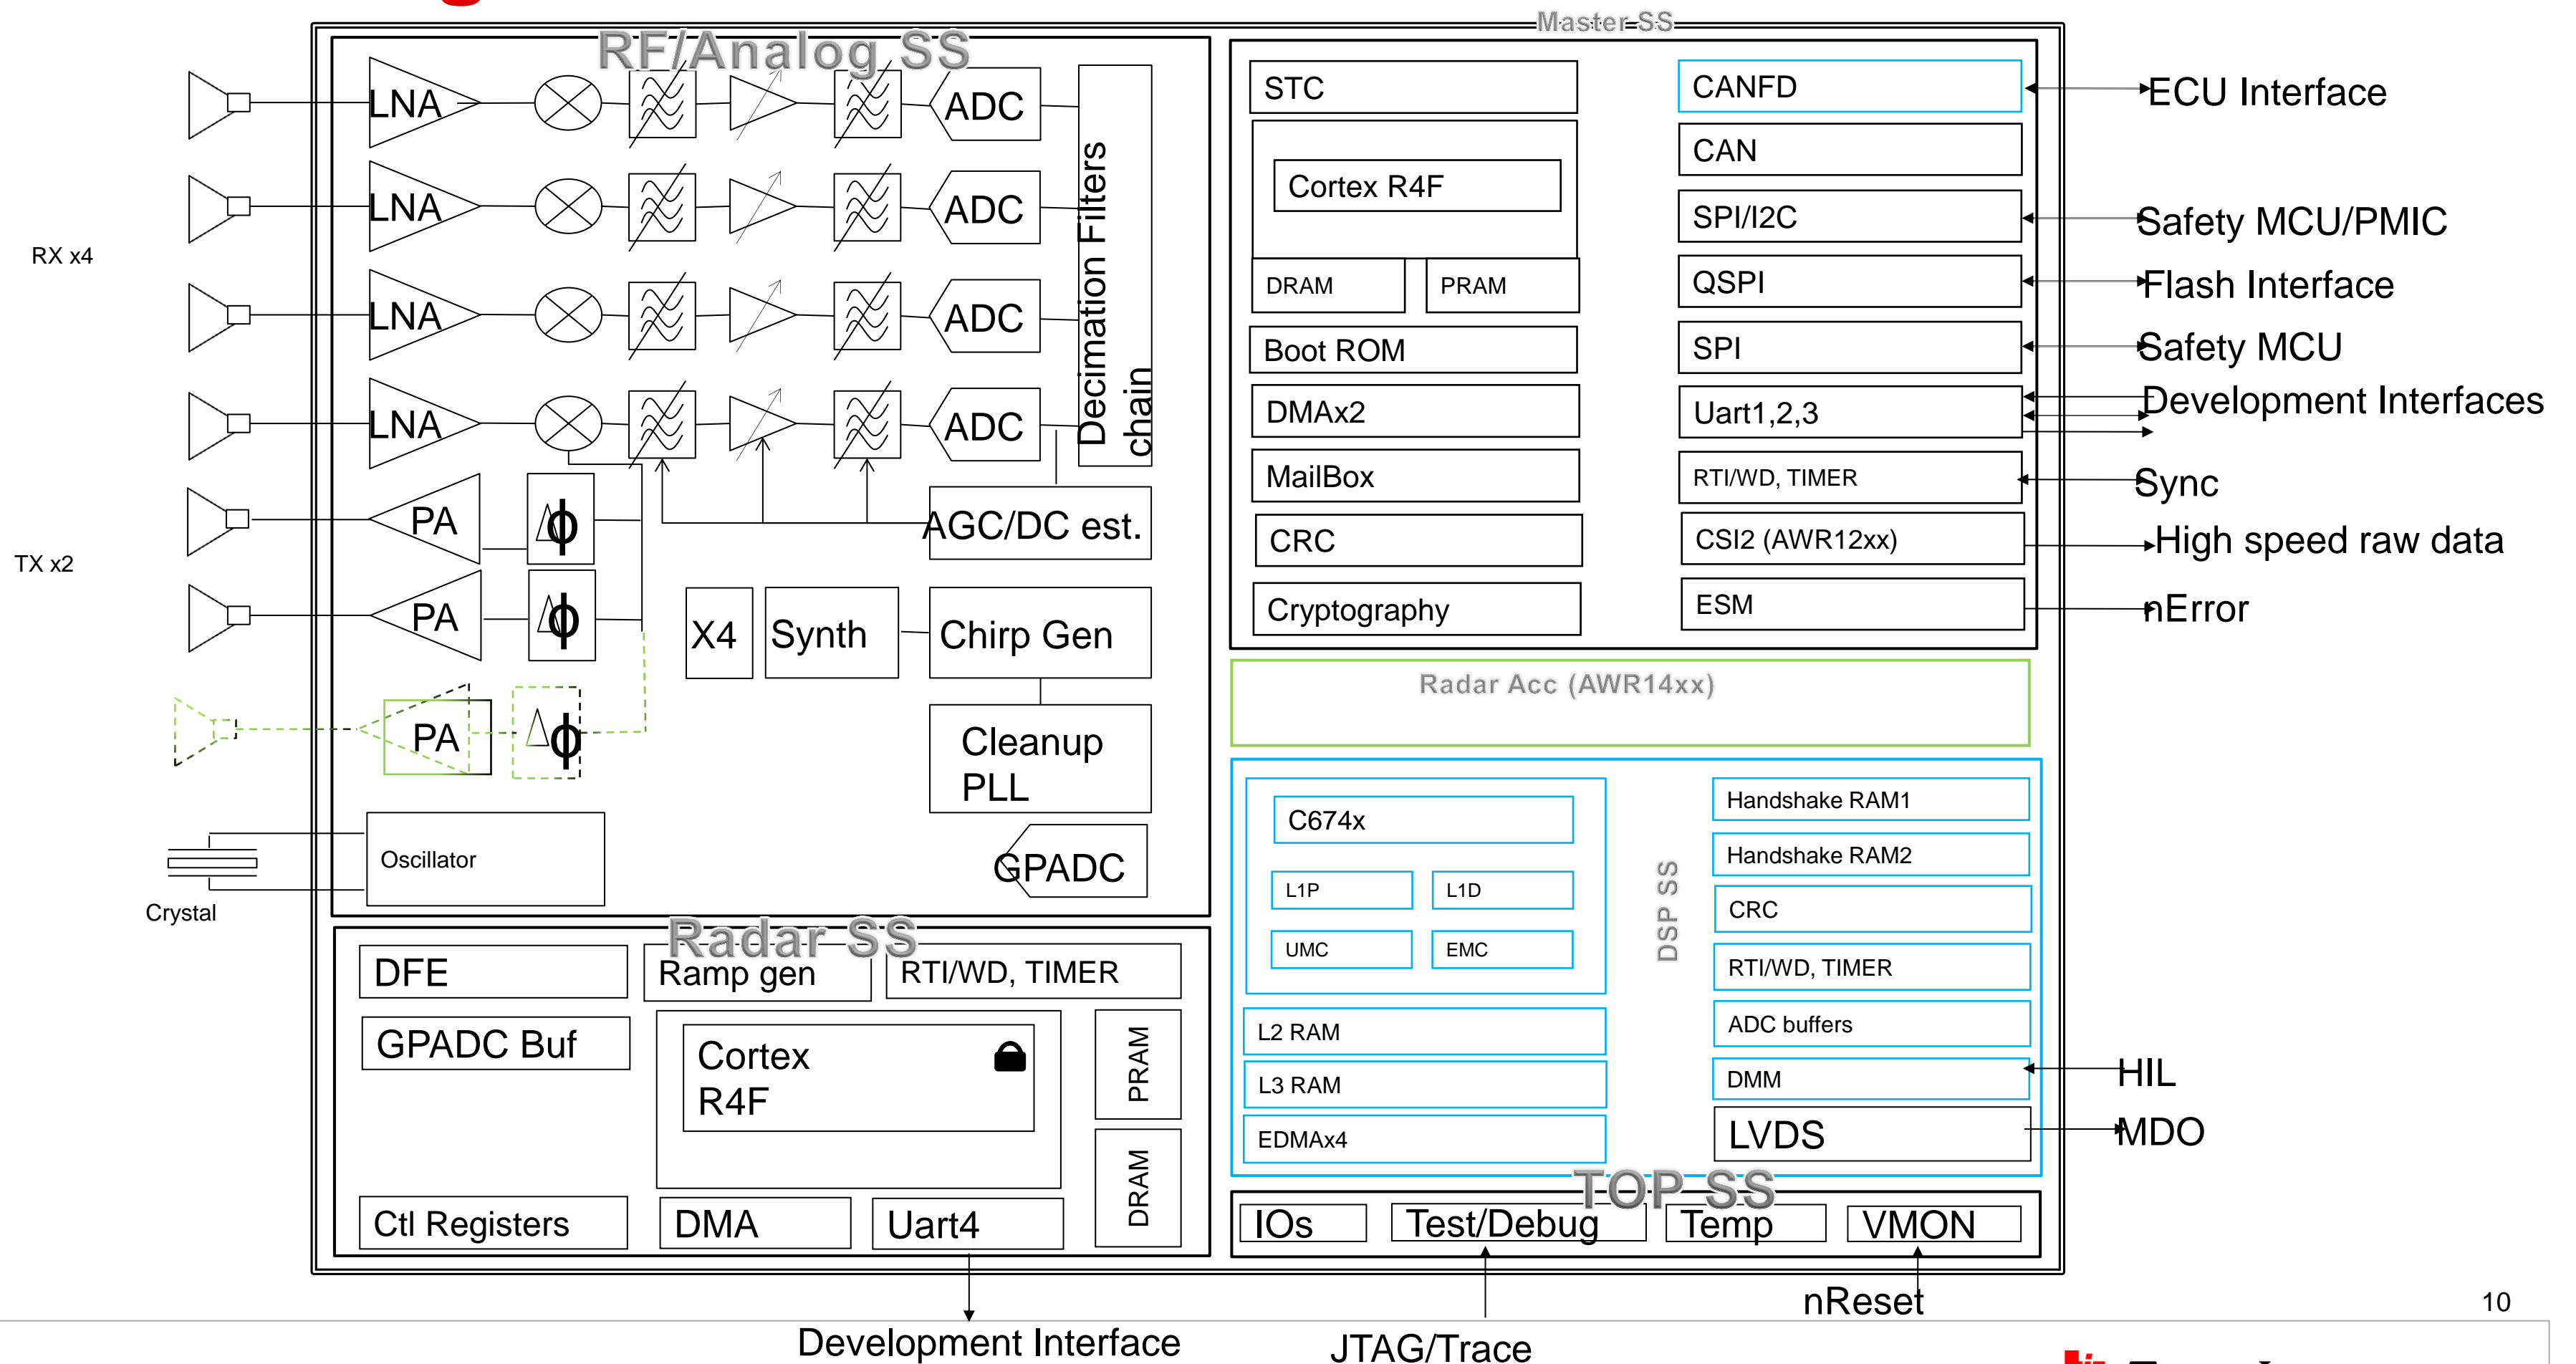 Master SS
RF/Analog SS
LNA
ADC
LNA
ADC
LNA
ADC
LNA
ADC
Decimation Filters
chain
RX x4
TX x2
PA
Δϕ
PA
Δϕ
PA
Δϕ
AGC/DC est.
X4
Synth
Chirp Gen
Cleanup
PLL
Oscillator
GPADC
Crystal
Radar SS
DFE
Ramp gen
RTI/WD, TIMER
GPADC Buf
Cortex
R4F
PRAM
DRAM
Ctl Registers
DMA
Uart4
Development Interface
STC
Cortex R4F
DRAM
PRAM
Boot ROM
DMAx2
MailBox
CRC
Cryptography
CANFD
ECU Interface
CAN
SPI/I2C
Safety MCU/PMIC
QSPI
Flash Interface
SPI
Safety MCU
Uart1,2,3
Development Interfaces
RTI/WD, TIMER
Sync
CSI2 (AWR12xx)
High speed raw data
ESM
nError
Radar Acc (AWR14xx)
C674x
L1P
L1D
UMC
EMC
L2 RAM
L3 RAM
EDMAx4
DSP SS
Handshake RAM1
Handshake RAM2
CRC
RTI/WD, TIMER
ADC buffers
DMM
HIL
LVDS
MDO
TOP SS
IOs
Test/Debug
Temp
VMON
nReset
JTAG/Trace
10